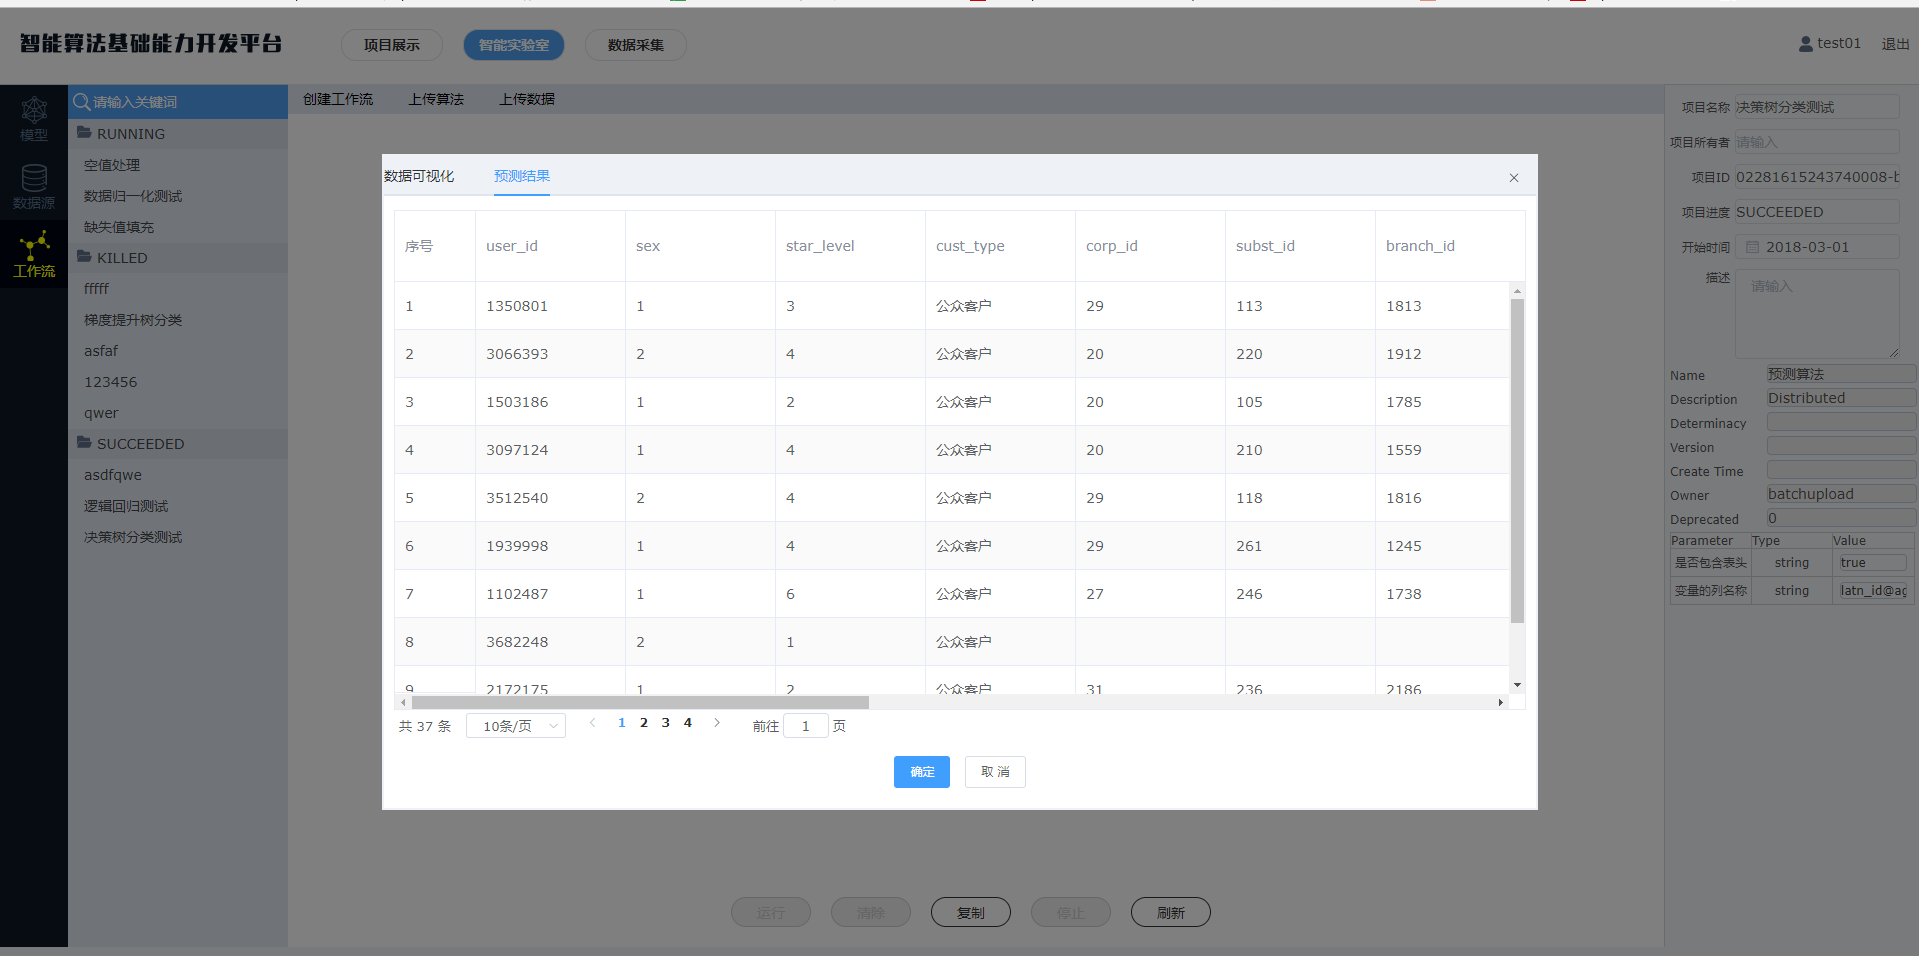 智能算法基础能力开发平台
项目展示 智能实验室 数据采集
test01 退出
模型
数据源
工作流
请输入关键词
RUNNING
空值处理
数据归一化测试
缺失值填充
KILLED
fffff
梯度提升树分类
asfaf
123456
qwer
SUCCEEDED
asdfqwe
逻辑回归测试
决策树分类测试
创建工作流 上传算法 上传数据
数据可视化 预测结果 ×
序号 user_id sex star_level cust_type corp_id subst_id branch_id
1 1350801 1 3 公众客户 29 113 1813
2 3066393 2 4 公众客户 20 220 1912
3 1503186 1 2 公众客户 20 105 1785
4 3097124 1 4 公众客户 20 210 1559
5 3512540 2 4 公众客户 29 118 1816
6 1939998 1 4 公众客户 29 261 1245
7 1102487 1 6 公众客户 27 246 1738
8 3682248 2 1 公众客户
9 2172175 1 2 公众客户 31 236 2186
共 37 条 10条/页 < 1 2 3 4 > 前往 1 页
确定 取 消
运行 清除 复制 停止 刷新
项目名称 决策树分类测试
项目所有者 请输入
项目ID 02281615243740008-b
项目进度 SUCCEEDED
开始时间 2018-03-01
描述 请输入
Name 预测算法
Description Distributed
Determinacy
Version
Create Time
Owner batchupload
Deprecated 0
Parameter Type Value
是否包含表头 string true
变量的列名称 string latn_id@ag